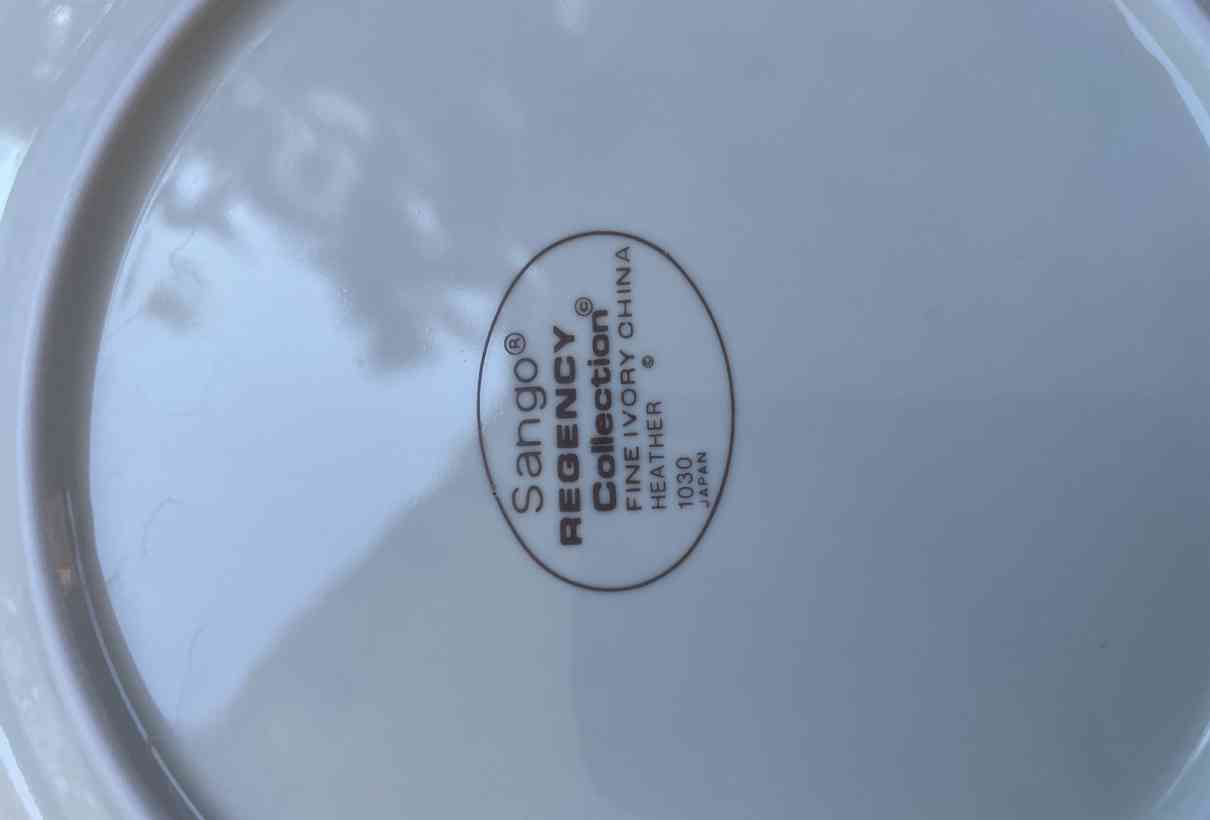 Sango®
REGENCY
Collection©
FINE IVORY CHINA
HEATHER ©
1030
JAPAN